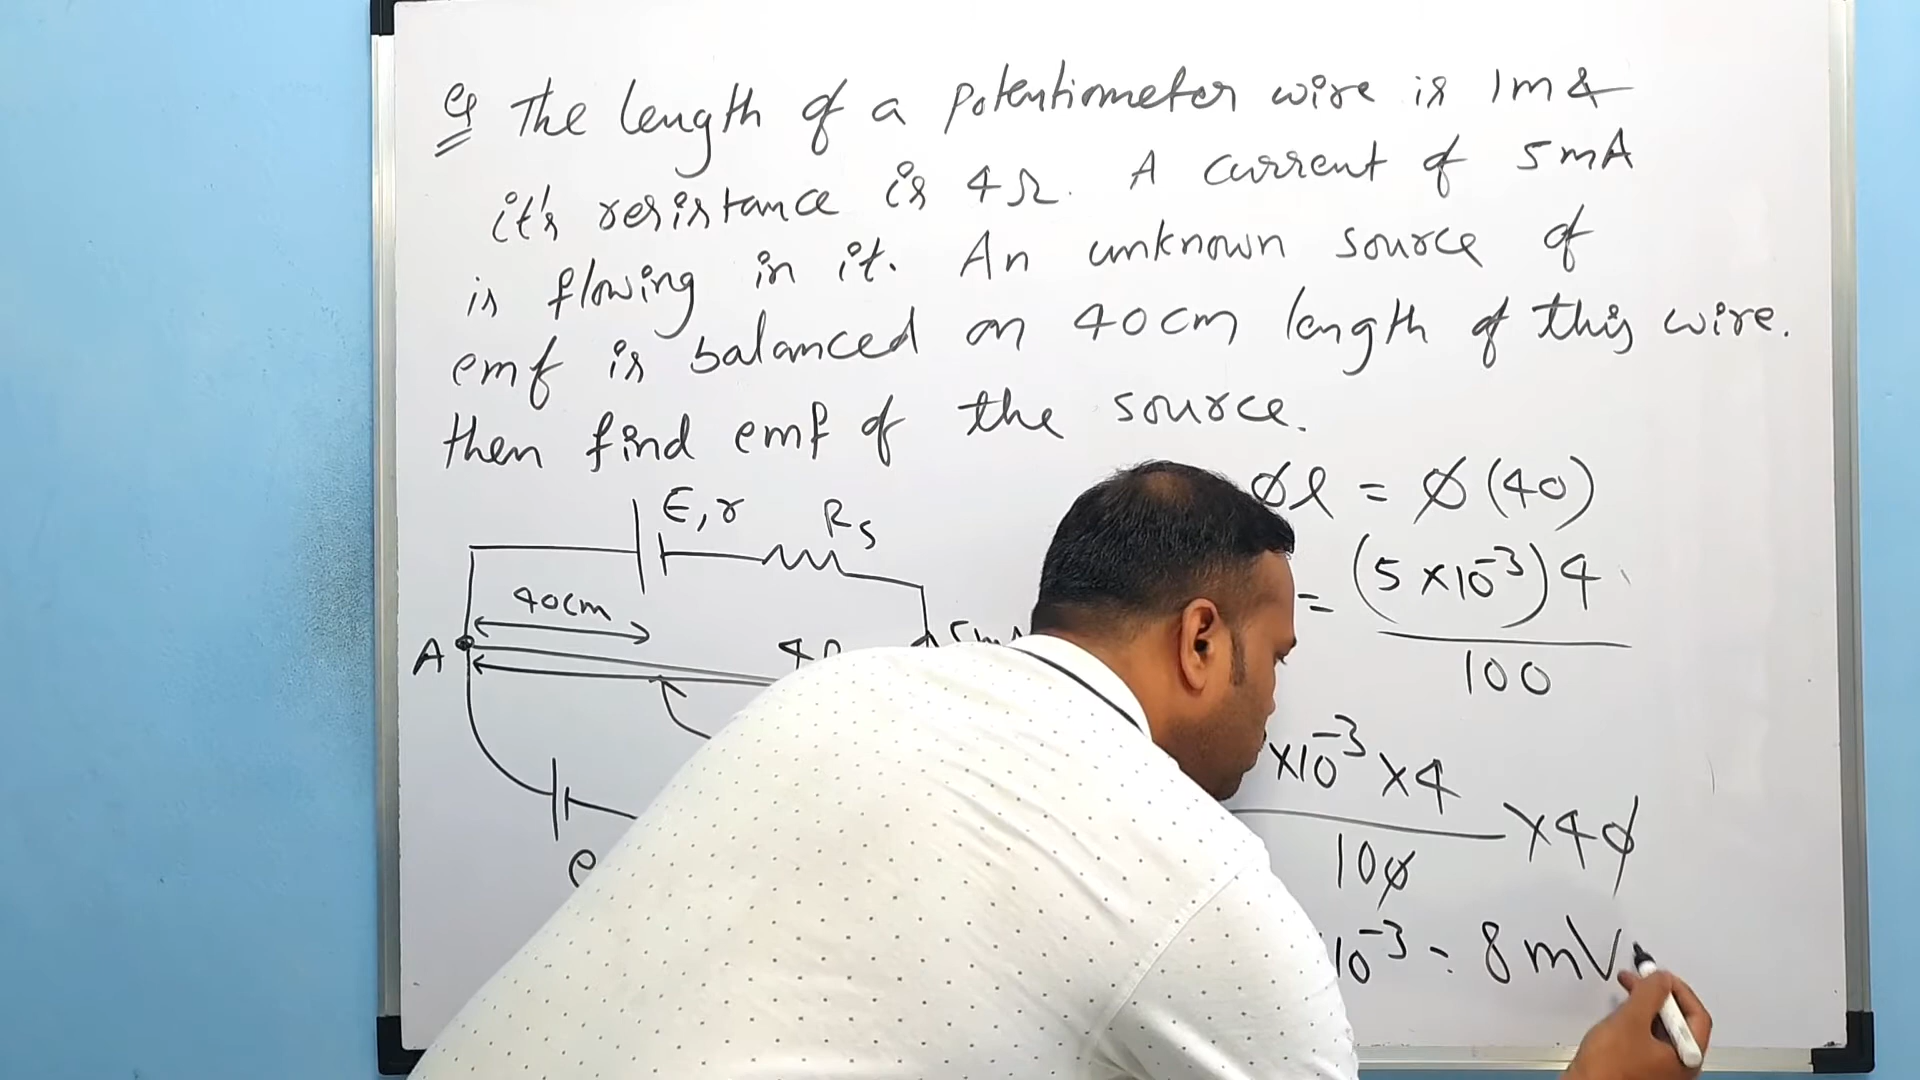 Q The length of a potentiometer wire is 1m &
it's resistance is 4Ω. A current of 5mA
is flowing in it. An unknown source of
emf is balanced on 40cm length of this wire.
then find emf of the source.
E, r
Rs
40cm
A
4Ω
5m
e
ϕl = ϕ(40)
= (5×10⁻³)4
100
×10⁻³×4
×40
100
10⁻³ = 8mV